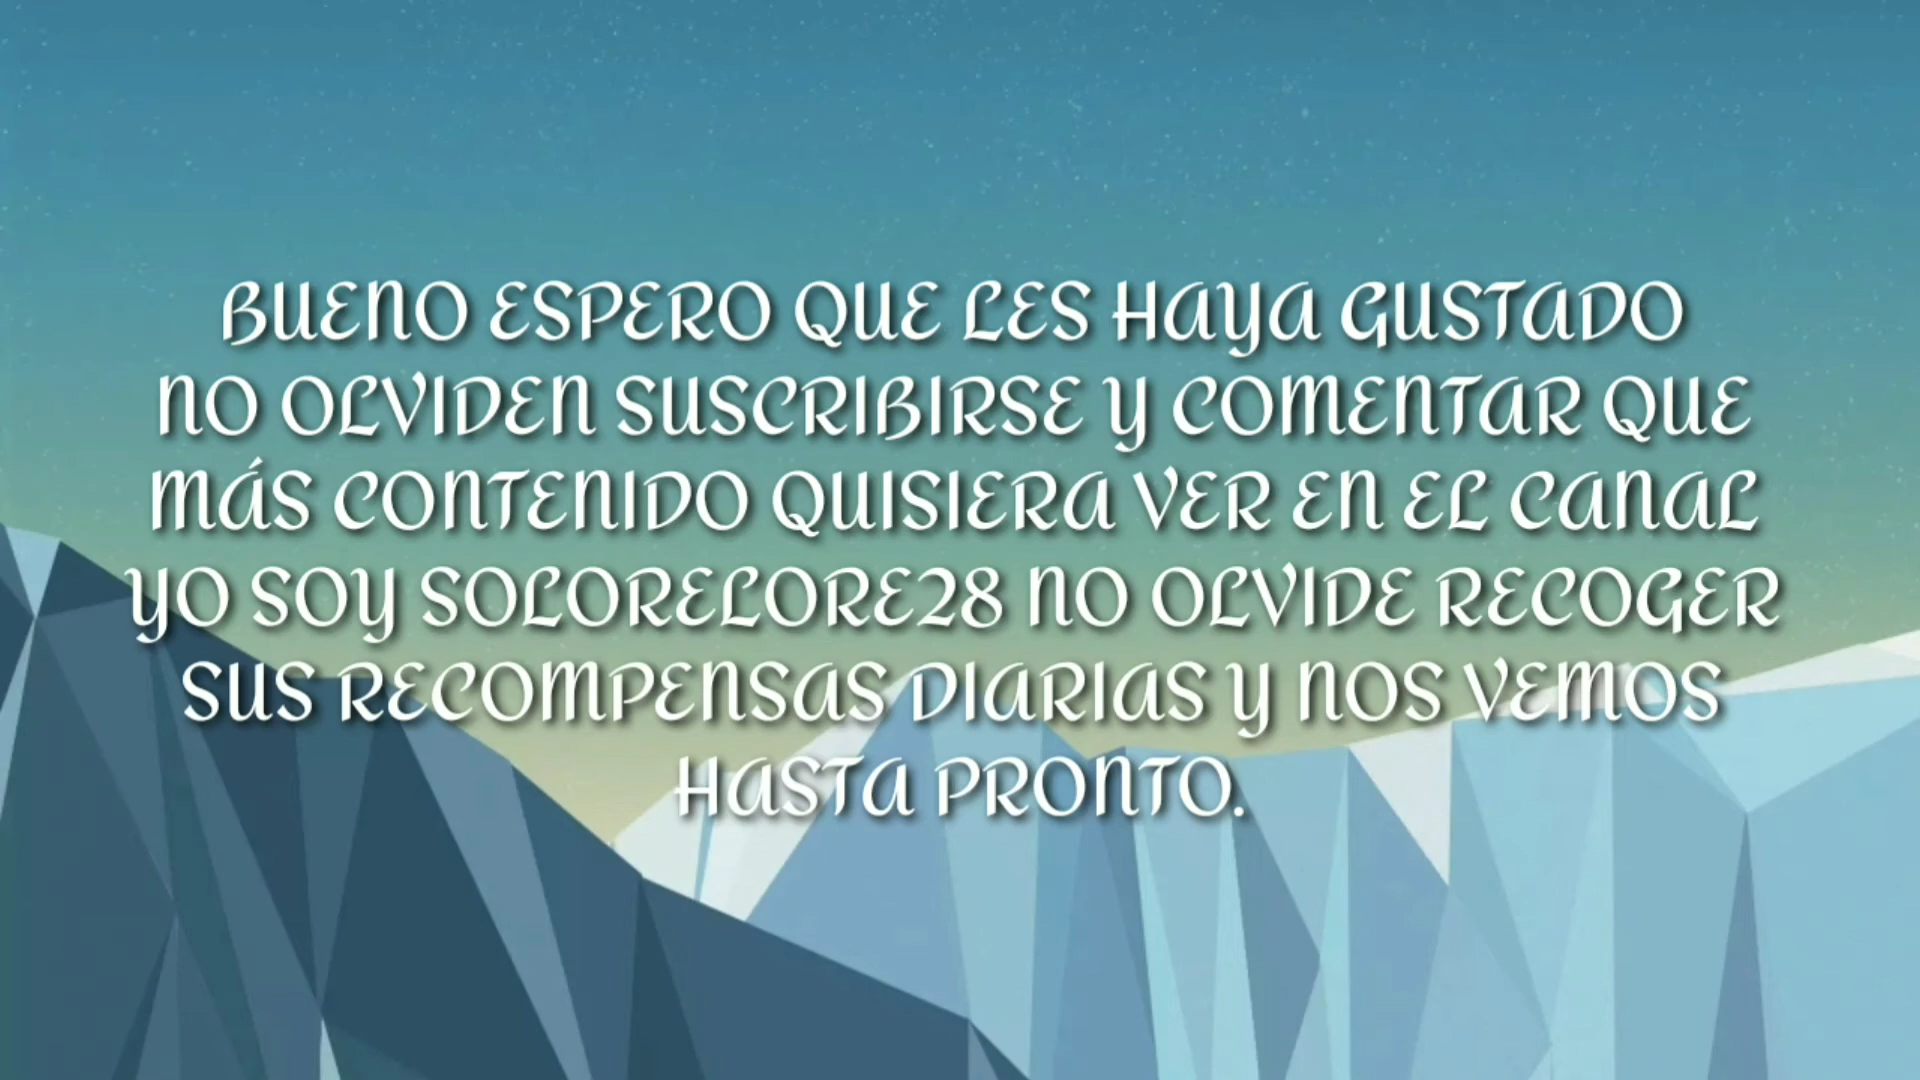 BUENO ESPERO QUE LES HAYA GUSTADO
NO OLVIDEN SUSCRIBIRSE Y COMENTAR QUE
MÁS CONTENIDO QUISIERA VER EN EL CANAL
YO SOY SOLORELORE28 NO OLVIDE RECOGER
SUS RECOMPENSAS DIARIAS Y NOS VEMOS
HASTA PRONTO.